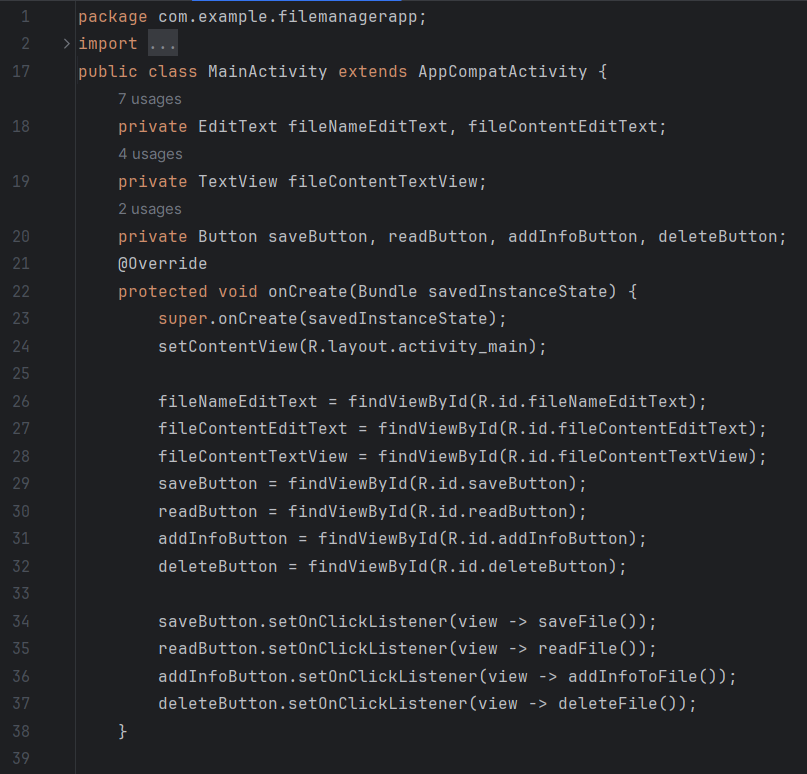 1 package com.example.filemanagerapp;
2 > import ...
17 public class MainActivity extends AppCompatActivity {
7 usages
18 private EditText fileNameEditText, fileContentEditText;
4 usages
19 private TextView fileContentTextView;
2 usages
20 private Button saveButton, readButton, addInfoButton, deleteButton;
21 @Override
22 protected void onCreate(Bundle savedInstanceState) {
23 super.onCreate(savedInstanceState);
24 setContentView(R.layout.activity_main);
25
26 fileNameEditText = findViewById(R.id.fileNameEditText);
27 fileContentEditText = findViewById(R.id.fileContentEditText);
28 fileContentTextView = findViewById(R.id.fileContentTextView);
29 saveButton = findViewById(R.id.saveButton);
30 readButton = findViewById(R.id.readButton);
31 addInfoButton = findViewById(R.id.addInfoButton);
32 deleteButton = findViewById(R.id.deleteButton);
33
34 saveButton.setOnClickListener(view -> saveFile());
35 readButton.setOnClickListener(view -> readFile());
36 addInfoButton.setOnClickListener(view -> addInfoToFile());
37 deleteButton.setOnClickListener(view -> deleteFile());
38 }
39